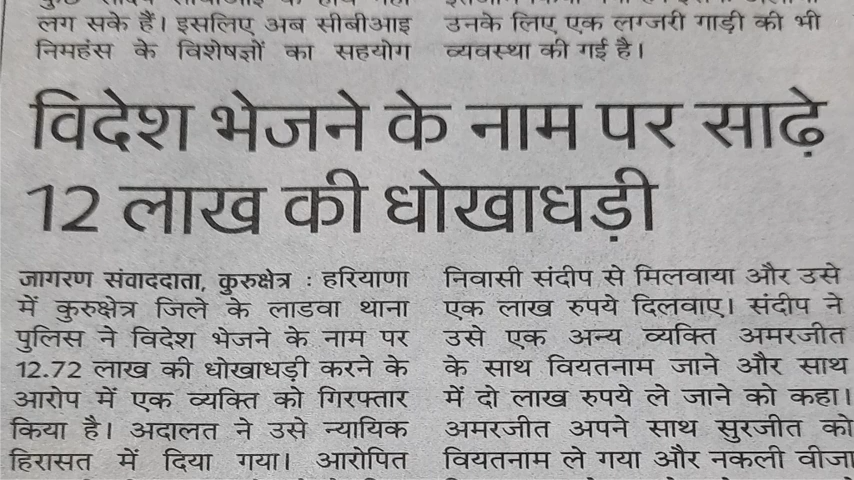 लग सके हैं। इसलिए अब सीबीआइ
निमहंस के विशेषज्ञों का सहयोग
उनके लिए एक लग्जरी गाड़ी की भी
व्यवस्था की गई है।
विदेश भेजने के नाम पर साढ़े
12 लाख की धोखाधड़ी
जागरण संवाददाता, कुरुक्षेत्र : हरियाणा
में कुरुक्षेत्र जिले के लाडवा थाना
पुलिस ने विदेश भेजने के नाम पर
12.72 लाख की धोखाधड़ी करने के
आरोप में एक व्यक्ति को गिरफ्तार
किया है। अदालत ने उसे न्यायिक
हिरासत में दिया गया। आरोपित
निवासी संदीप से मिलवाया और उसे
एक लाख रुपये दिलवाए। संदीप ने
उसे एक अन्य व्यक्ति अमरजीत
के साथ वियतनाम जाने और साथ
में दो लाख रुपये ले जाने को कहा।
अमरजीत अपने साथ सुरजीत को
वियतनाम ले गया और नकली वीजा